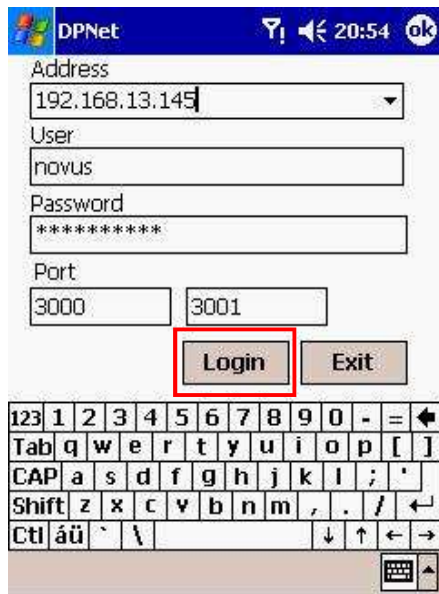 DPNet 20:54 ok
Address
192.168.13.145
User
novus
Password
**********
Port
3000 3001
Login Exit
123 1 2 3 4 5 6 7 8 9 0 - =
Tab q w e r t y u i o p [ ]
CAP a s d f g h j k l ; '
Shift z x c v b n m , . /
Ctl áü ` \